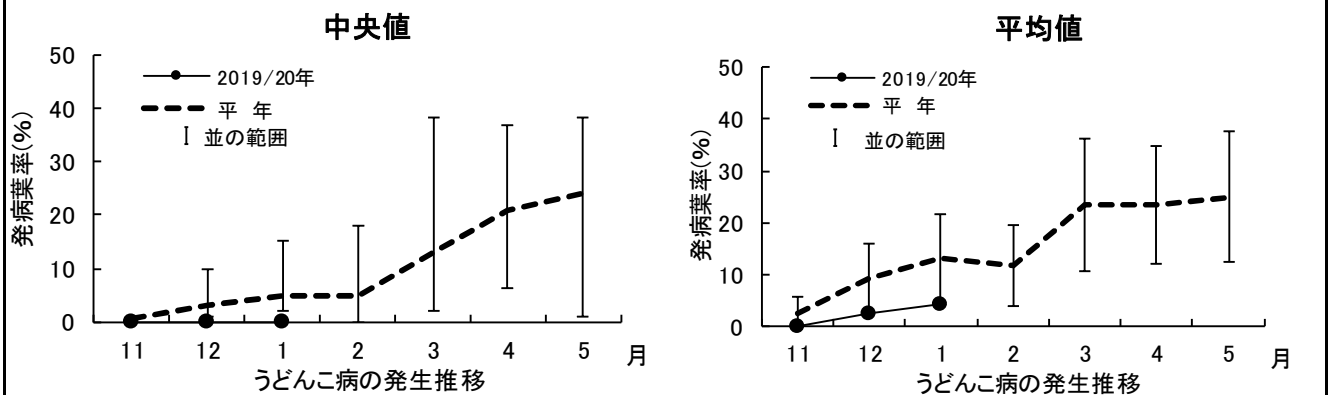 中央値
50
40
30
20
10
0
発病葉率(%)
2019/20年
平 年
並の範囲
11 12 1 2 3 4 5 月
うどんこ病の発生推移
平均値
50
40
30
20
10
0
発病葉率(%)
2019/20年
平 年
並の範囲
11 12 1 2 3 4 5 月
うどんこ病の発生推移